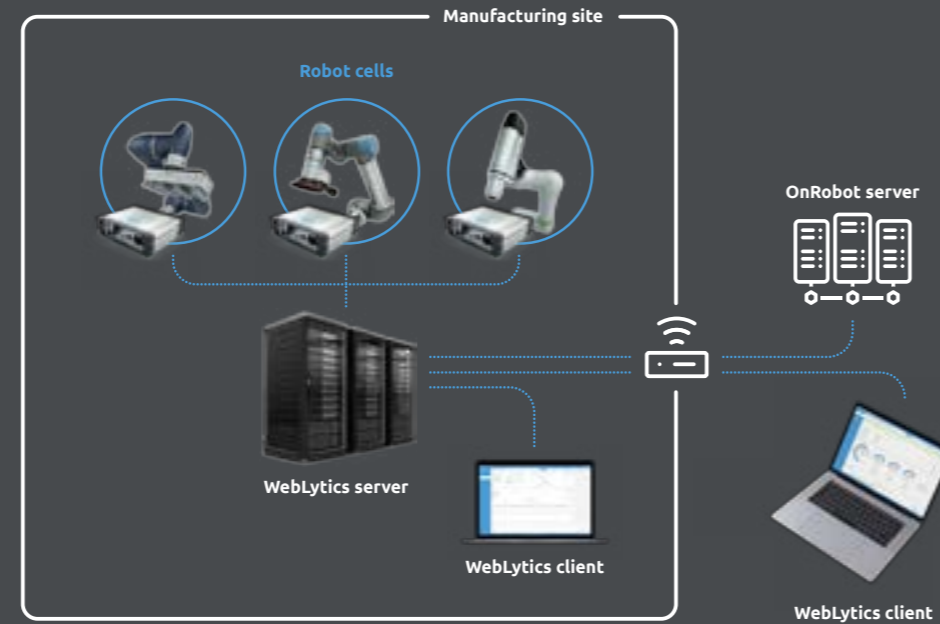 Manufacturing site
Robot cells
OnRobot server
WebLytics server
WebLytics client
WebLytics client